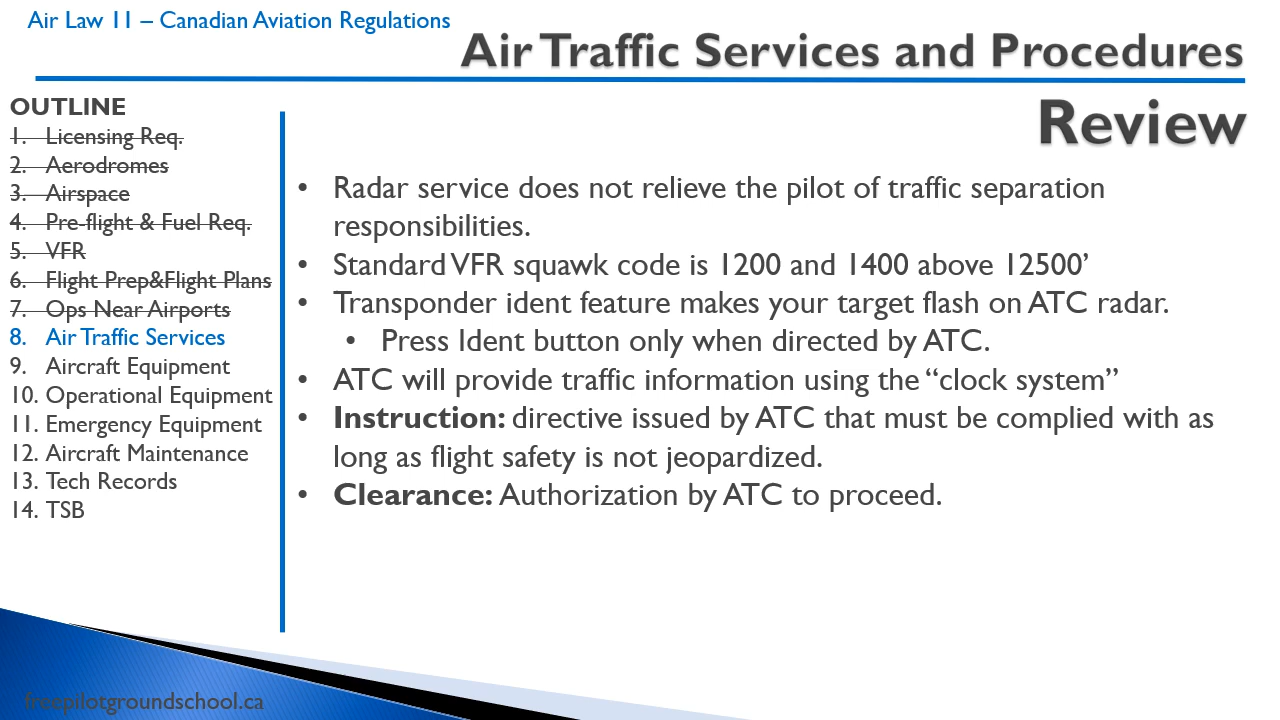 Air Law 11 – Canadian Aviation Regulations
Air Traffic Services and Procedures
Review
OUTLINE
1. Licensing Req.
2. Aerodromes
3. Airspace
4. Pre-flight & Fuel Req.
5. VFR
6. Flight Prep&Flight Plans
7. Ops Near Airports
8. Air Traffic Services
9. Aircraft Equipment
10. Operational Equipment
11. Emergency Equipment
12. Aircraft Maintenance
13. Tech Records
14. TSB
• Radar service does not relieve the pilot of traffic separation
responsibilities.
• Standard VFR squawk code is 1200 and 1400 above 12500’
• Transponder ident feature makes your target flash on ATC radar.
• Press Ident button only when directed by ATC.
• ATC will provide traffic information using the “clock system”
• Instruction: directive issued by ATC that must be complied with as
long as flight safety is not jeopardized.
• Clearance: Authorization by ATC to proceed.
freepilotgroundschool.ca